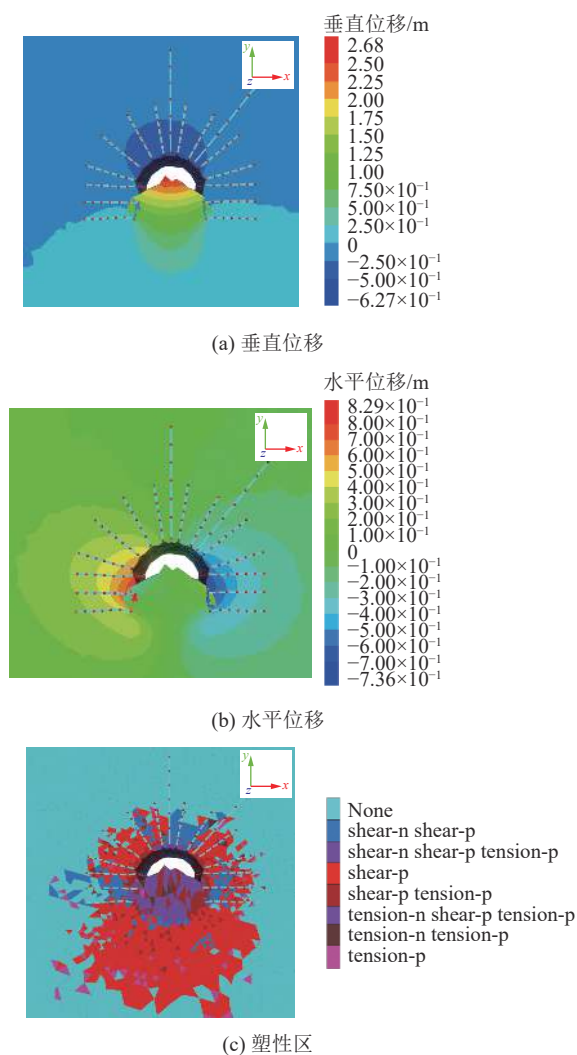 垂直位移/m
y
z
x
2.68
2.50
2.25
2.00
1.75
1.50
1.25
1.00
7.50×10⁻¹
5.00×10⁻¹
2.50×10⁻¹
0
−2.50×10⁻¹
−5.00×10⁻¹
−6.27×10⁻¹
(a) 垂直位移
水平位移/m
y
z
x
8.29×10⁻¹
8.00×10⁻¹
7.00×10⁻¹
6.00×10⁻¹
5.00×10⁻¹
4.00×10⁻¹
3.00×10⁻¹
2.00×10⁻¹
1.00×10⁻¹
0
−1.00×10⁻¹
−2.00×10⁻¹
−3.00×10⁻¹
−4.00×10⁻¹
−5.00×10⁻¹
−6.00×10⁻¹
−7.00×10⁻¹
−7.36×10⁻¹
(b) 水平位移
y
z
x
None
shear-n shear-p
shear-n shear-p tension-p
shear-p
shear-p tension-p
tension-n shear-p tension-p
tension-n tension-p
tension-p
(c) 塑性区